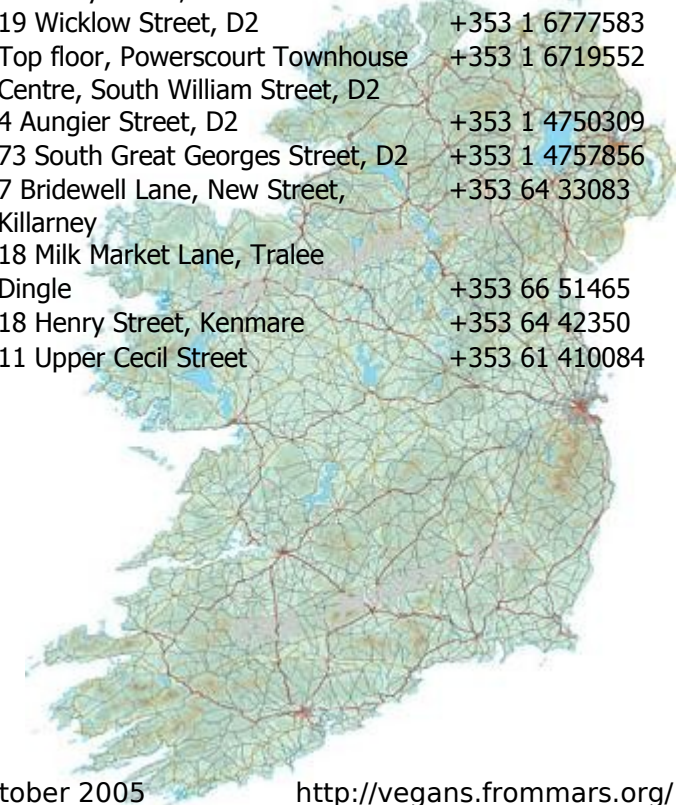 19 Wicklow Street, D2 +353 1 6777583
Top floor, Powerscourt Townhouse +353 1 6719552
Centre, South William Street, D2
4 Aungier Street, D2 +353 1 4750309
73 South Great Georges Street, D2 +353 1 4757856
7 Bridewell Lane, New Street, +353 64 33083
Killarney
18 Milk Market Lane, Tralee
Dingle +353 66 51465
18 Henry Street, Kenmare +353 64 42350
11 Upper Cecil Street +353 61 410084
tober 2005 http://vegans.frommars.org/